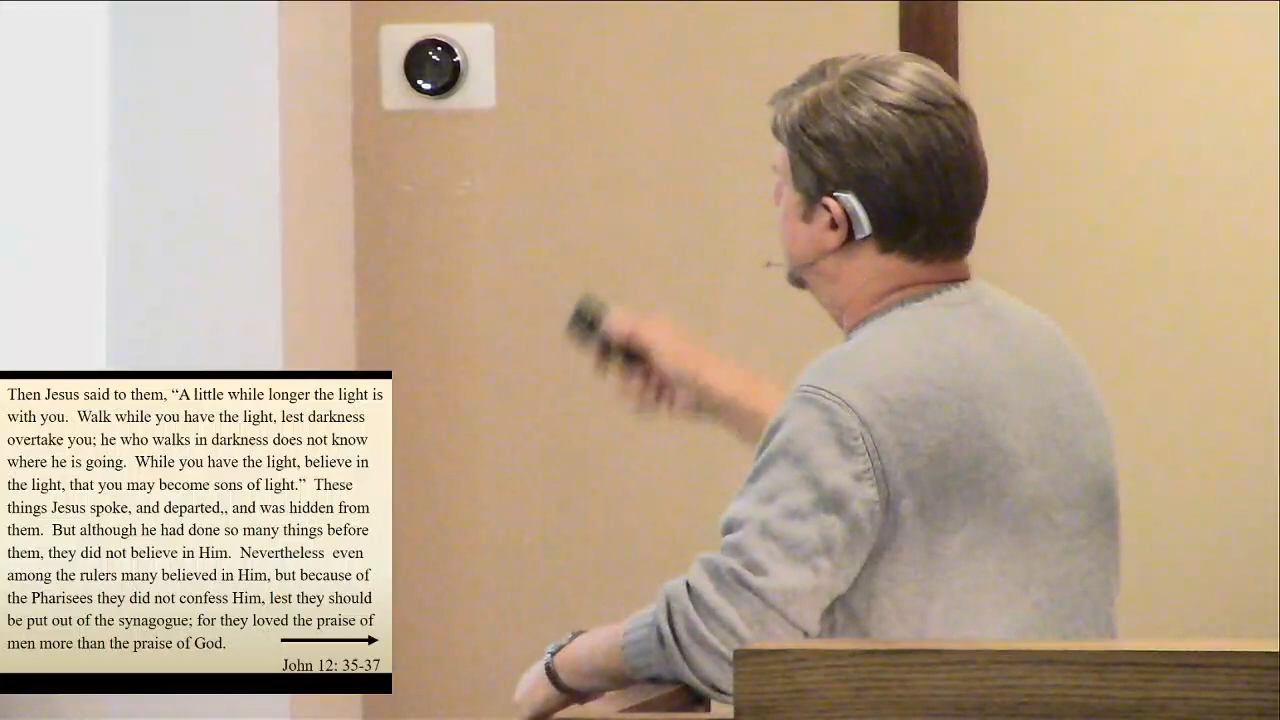 Then Jesus said to them, “A little while longer the light is
with you.  Walk while you have the light, lest darkness
overtake you; he who walks in darkness does not know
where he is going.  While you have the light, believe in
the light, that you may become sons of light.”  These
things Jesus spoke, and departed,, and was hidden from
them.  But although he had done so many things before
them, they did not believe in Him.  Nevertheless  even
among the rulers many believed in Him, but because of
the Pharisees they did not confess Him, lest they should
be put out of the synagogue; for they loved the praise of
men more than the praise of God.
John 12: 35-37